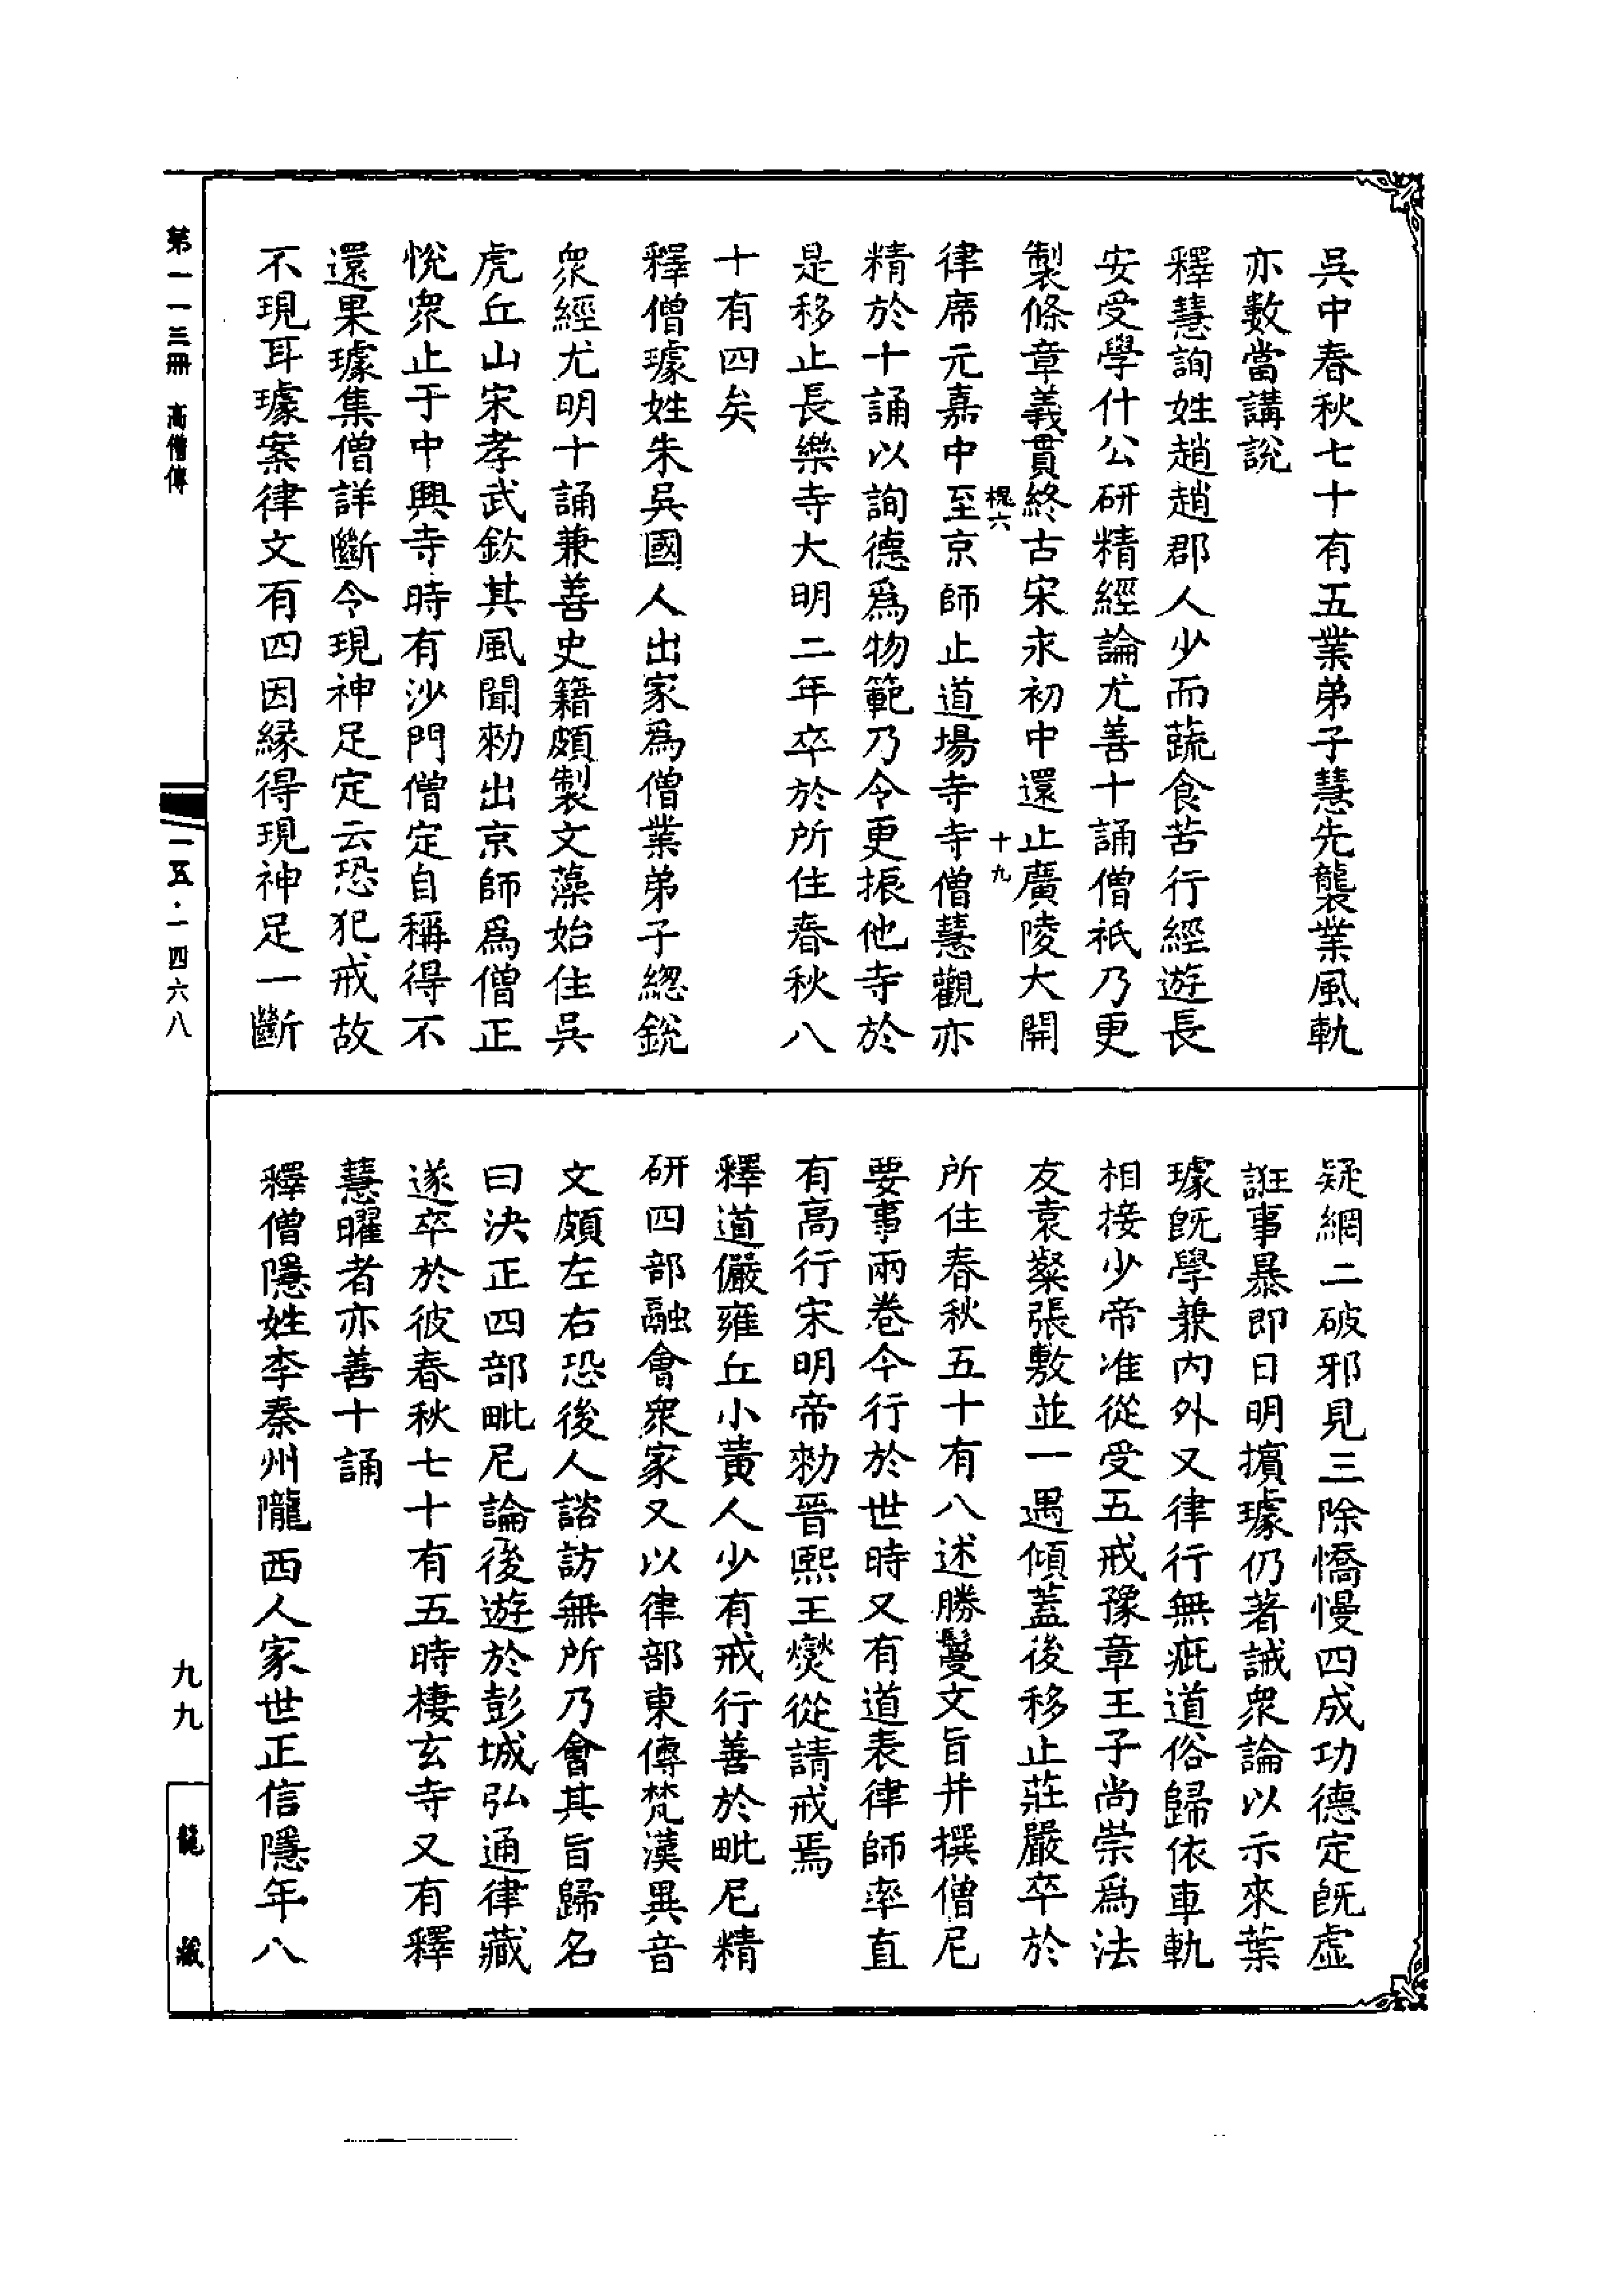 吳中春秋七十有五業弟子慧先襲業風軌
亦數當講說
釋慧詢姓趙趙郡人少而蔬食苦行經遊長
安受學什公研精經論尤善十誦僧祇乃更
製條章義貫終古宋永初中還止廣陵大開
槐六
十九
律席元嘉中至京師止道場寺寺僧慧觀亦
精於十誦以詢德為物範乃令更振他寺於
是移止長樂寺大明二年卒於所住春秋八
十有四矣
釋僧璩姓朱吳國人出家為僧業弟子緫銳
衆經尤明十誦兼善史籍頗製文藻始住吳
虎丘山宋孝武欽其風聞勑出京師為僧正
悅衆止于中興寺時有沙門僧定自稱得不
還果璩集僧詳斷令現神足定云恐犯戒故
不現耳璩案律文有四因緣得現神足一斷
疑網二破邪見三除憍慢四成功德定既虛
誑事暴即日明擯璩仍著誡衆論以示來葉
璩既學兼內外又律行無疵道俗歸依車軌
相接少帝准從受五戒豫章王子尚崇為法
友袁粲張敷並一遇傾蓋後移止莊嚴卒於
所住春秋五十有八述勝鬘文旨并撰僧尼
要事兩卷今行於世時又有道表律師率直
有高行宋明帝勑晉熙王燮從請戒焉
釋道儼雍丘小黃人少有戒行善於毗尼精
研四部融會衆家又以律部東傳梵漢異音
文頗左右恐後人諮訪無所乃會其旨歸名
曰決正四部毗尼論後遊於彭城弘通律藏
遂卒於彼春秋七十有五時棲玄寺又有釋
慧曜者亦善十誦
釋僧隱姓李秦州隴西人家世正信隱年八
第一一三冊 高僧傳
一五·一四六八
九九
龍藏